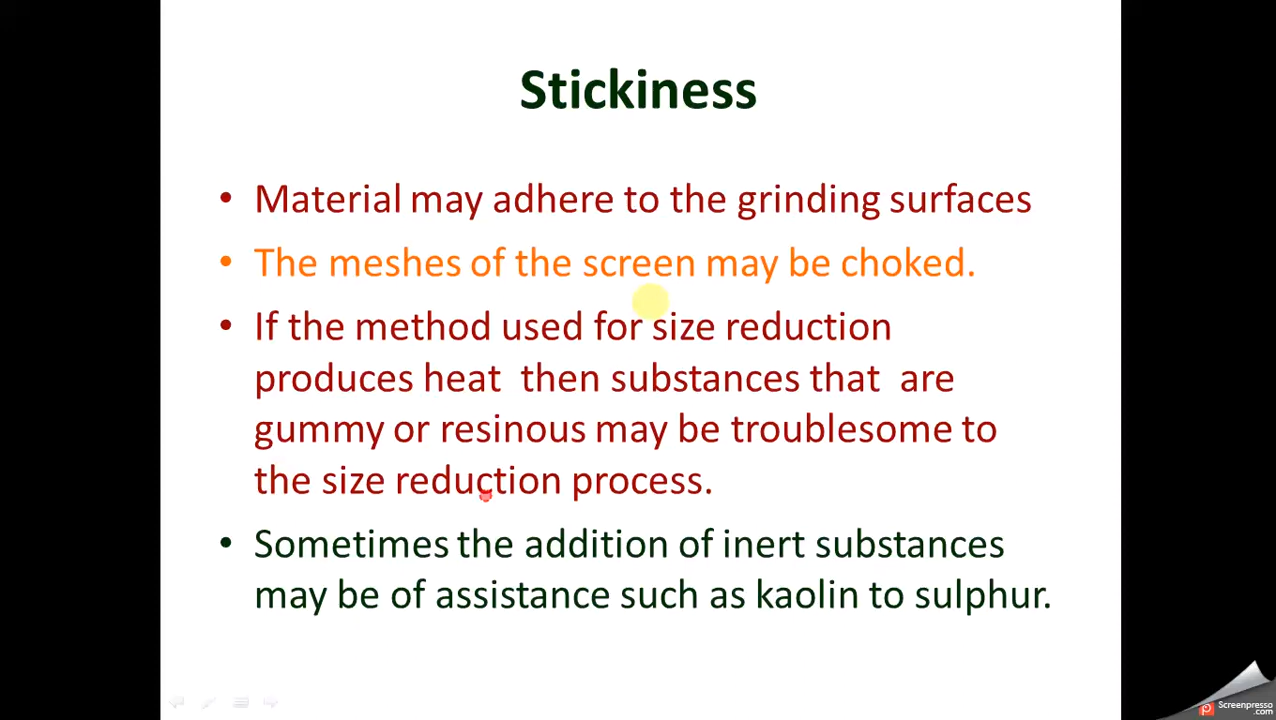 Stickiness
• Material may adhere to the grinding surfaces
• The meshes of the screen may be choked.
• If the method used for size reduction
produces heat then substances that are
gummy or resinous may be troublesome to
the size reduction process.
• Sometimes the addition of inert substances
may be of assistance such as kaolin to sulphur.
Screenpresso
.com